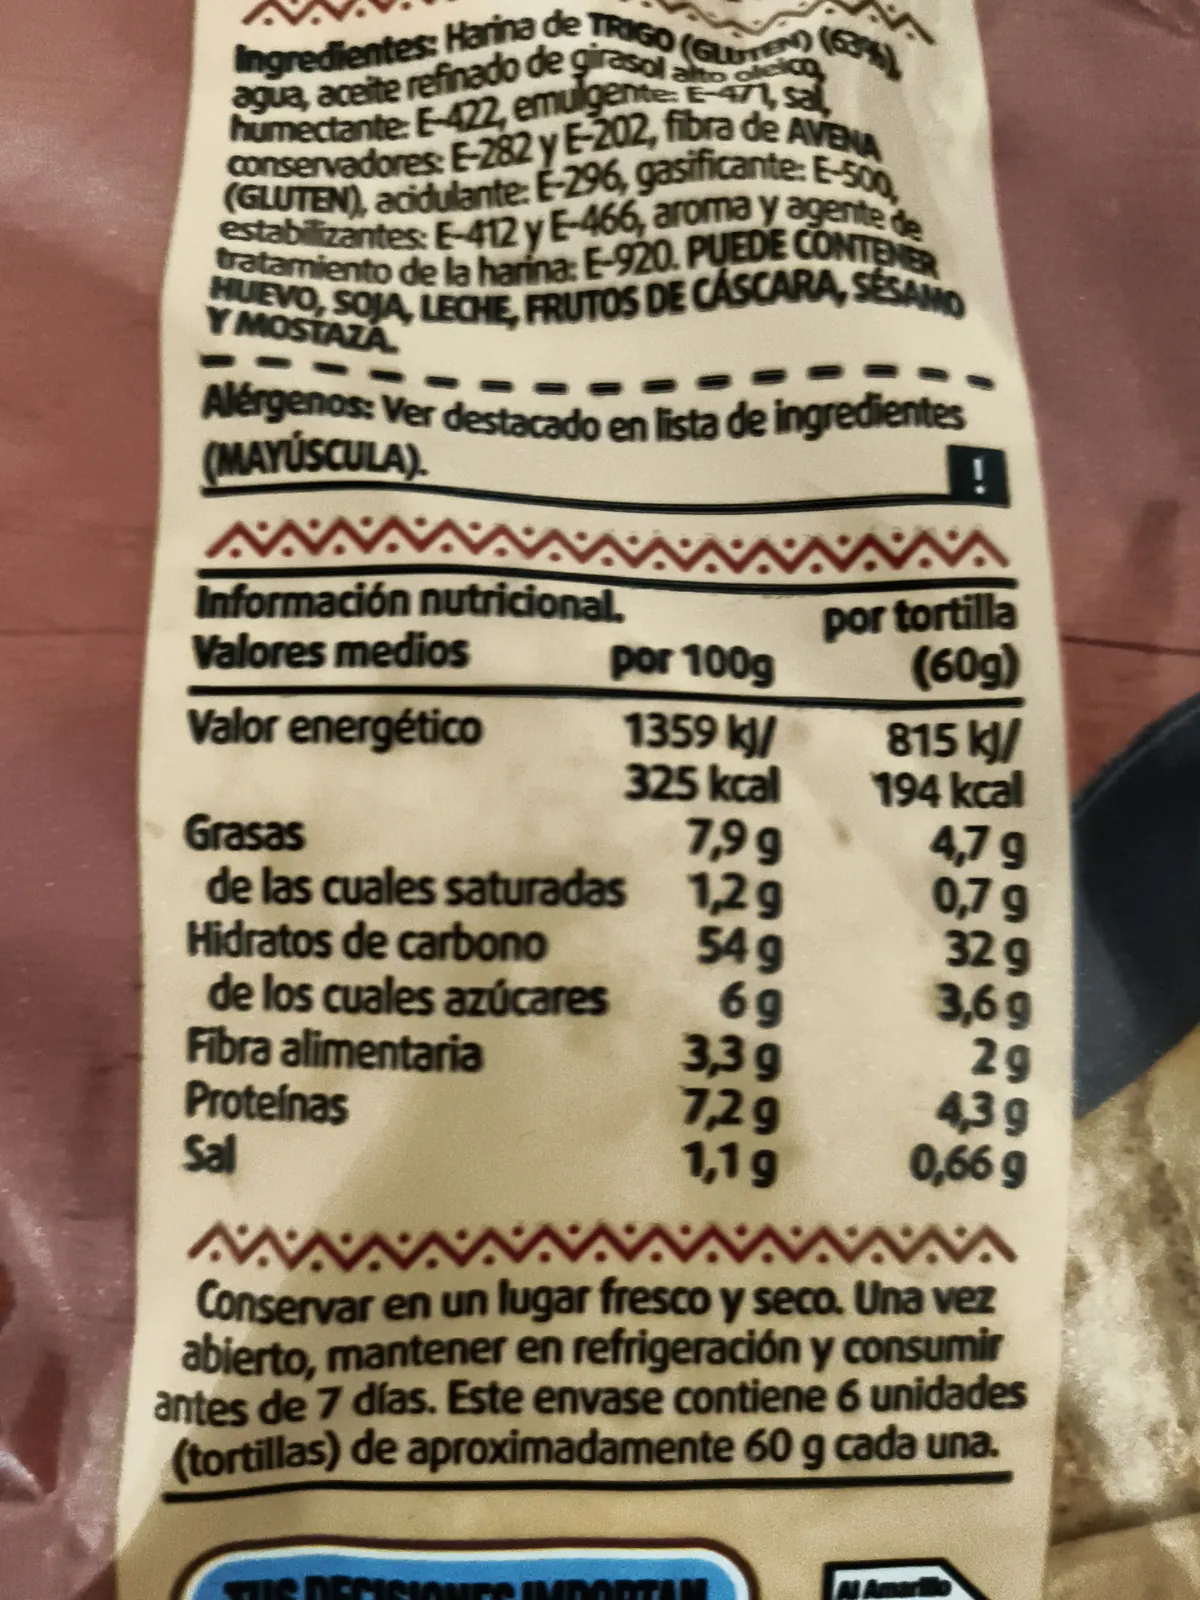 Ingredientes: Harina de TRIGO (GLUTEN) (63%),
agua, aceite refinado de girasol alto oleico,
humectante: E-422, emulgente: E-471, sal,
conservadores: E-282 y E-202, fibra de AVENA
(GLUTEN), acidulante: E-296, gasificante: E-500,
estabilizantes: E-412 y E-466, aroma y agente de
tratamiento de la harina: E-920. PUEDE CONTENER
HUEVO, SOJA, LECHE, FRUTOS DE CÁSCARA, SÉSAMO
Y MOSTAZA.
Alérgenos: Ver destacado en lista de ingredientes
(MAYÚSCULA).
!
Información nutricional. por tortilla
Valores medios por 100g (60g)
Valor energético 1359 kJ/ 815 kJ/
325 kcal 194 kcal
Grasas 7,9 g 4,7 g
de las cuales saturadas 1,2 g 0,7 g
Hidratos de carbono 54 g 32 g
de los cuales azúcares 6 g 3,6 g
Fibra alimentaria 3,3 g 2 g
Proteínas 7,2 g 4,3 g
Sal 1,1 g 0,66 g
Conservar en un lugar fresco y seco. Una vez
abierto, mantener en refrigeración y consumir
antes de 7 días. Este envase contiene 6 unidades
(tortillas) de aproximadamente 60 g cada una.
TUS DECISIONES IMPORTAN
Al Amarillo